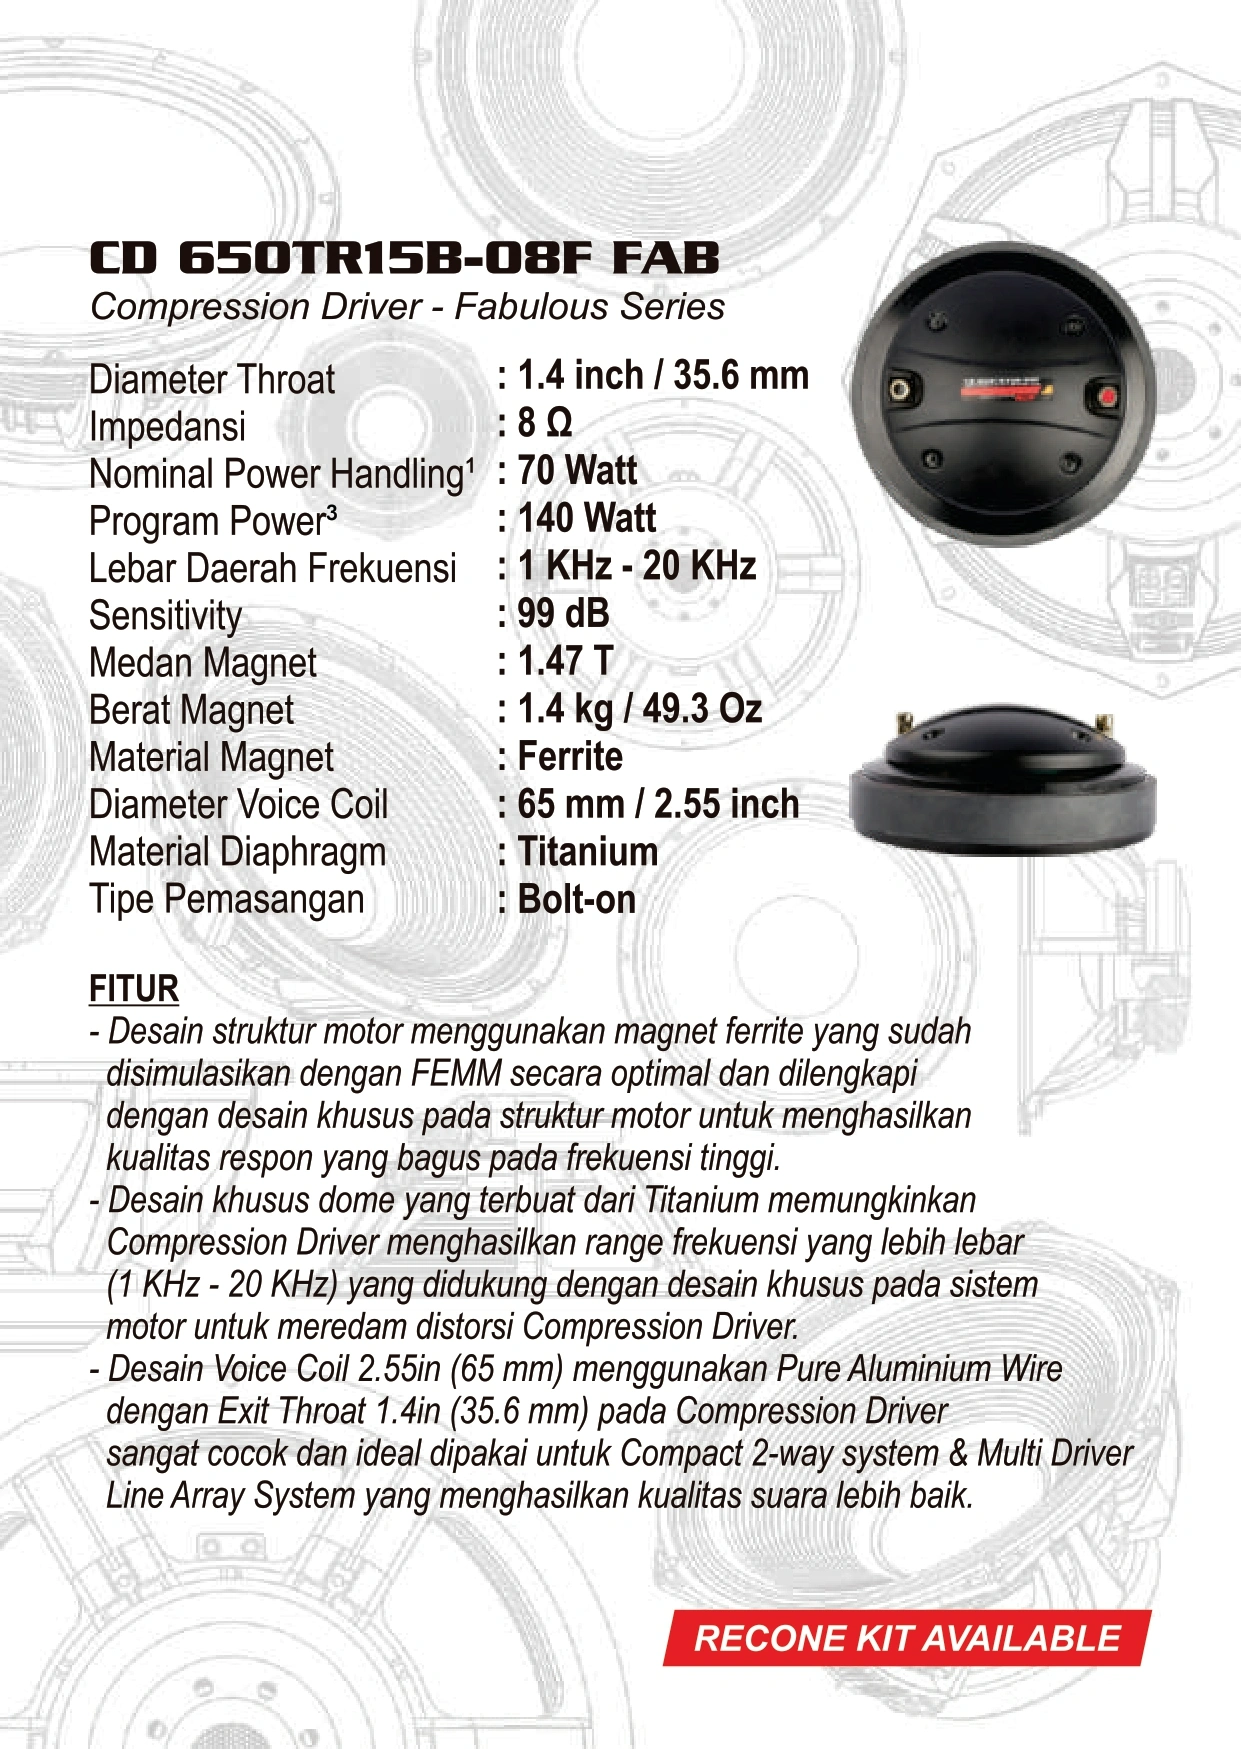 CD 650TR15B-08F FAB
Compression Driver - Fabulous Series
Diameter Throat : 1.4 inch / 35.6 mm
Impedansi : 8 Ω
Nominal Power Handling¹ : 70 Watt
Program Power³ : 140 Watt
Lebar Daerah Frekuensi : 1 KHz - 20 KHz
Sensitivity : 99 dB
Medan Magnet : 1.47 T
Berat Magnet : 1.4 kg / 49.3 Oz
Material Magnet : Ferrite
Diameter Voice Coil : 65 mm / 2.55 inch
Material Diaphragm : Titanium
Tipe Pemasangan : Bolt-on
FITUR
- Desain struktur motor menggunakan magnet ferrite yang sudah
disimulasikan dengan FEMM secara optimal dan dilengkapi
dengan desain khusus pada struktur motor untuk menghasilkan
kualitas respon yang bagus pada frekuensi tinggi.
- Desain khusus dome yang terbuat dari Titanium memungkinkan
Compression Driver menghasilkan range frekuensi yang lebih lebar
(1 KHz - 20 KHz) yang didukung dengan desain khusus pada sistem
motor untuk meredam distorsi Compression Driver.
- Desain Voice Coil 2.55in (65 mm) menggunakan Pure Aluminium Wire
dengan Exit Throat 1.4in (35.6 mm) pada Compression Driver
sangat cocok dan ideal dipakai untuk Compact 2-way system & Multi Driver
Line Array System yang menghasilkan kualitas suara lebih baik.
RECONE KIT AVAILABLE